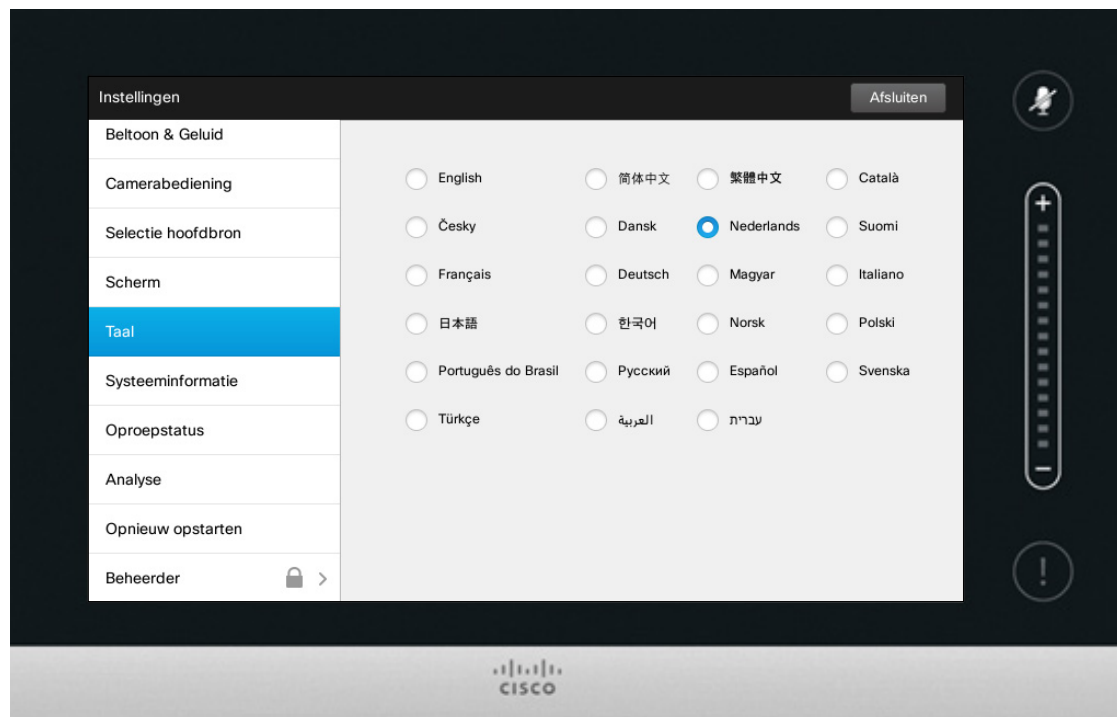 Instellingen
Afsluiten
Beltoon & Geluid
Camerabediening
Selectie hoofdbron
Scherm
Taal
Systeeminformatie
Oproepstatus
Analyse
Opnieuw opstarten
Beheerder
English
简体中文
繁體中文
Català
Česky
Dansk
Nederlands
Suomi
Français
Deutsch
Magyar
Italiano
日本語
한국어
Norsk
Polski
Português do Brasil
Русский
Español
Svenska
Türkçe
العربية
עברית
+
−
!
CISCO